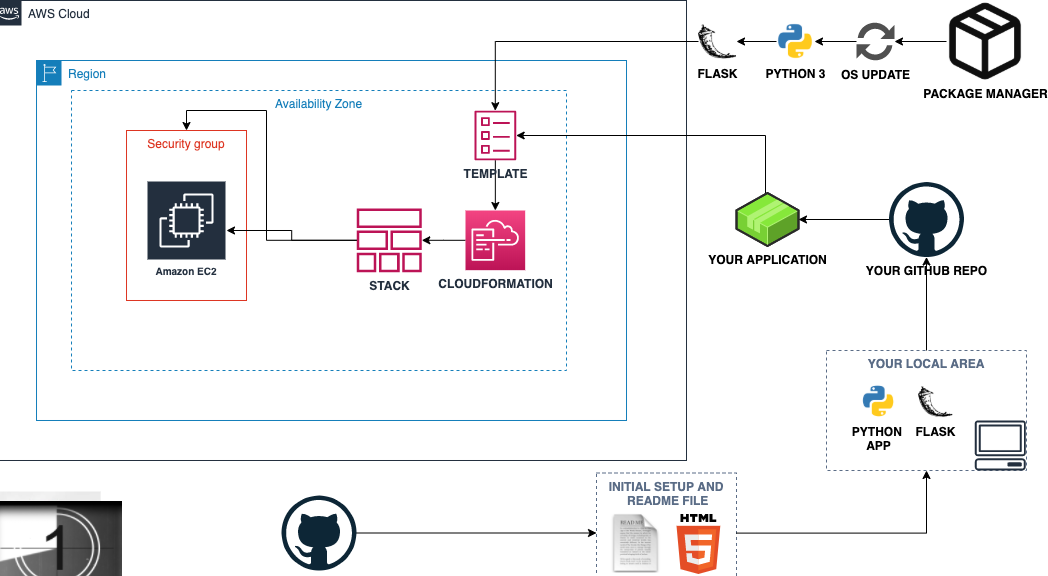 aws
AWS Cloud
Region
Availability Zone
Security group
Amazon EC2
STACK
CLOUDFORMATION
TEMPLATE
FLASK
PYTHON 3
OS UPDATE
PACKAGE MANAGER
YOUR APPLICATION
YOUR GITHUB REPO
YOUR LOCAL AREA
PYTHON
APP
FLASK
INITIAL SETUP AND
README FILE
README
HTML
5
1